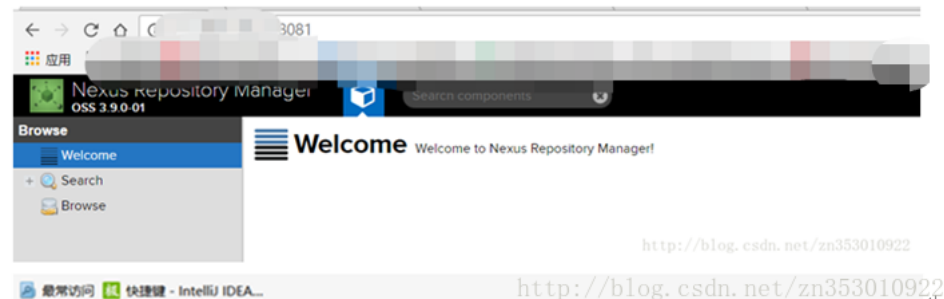 3081
应用
Nexus Repository Manager
OSS 3.9.0-01
Search components
Browse
Welcome
Welcome Welcome to Nexus Repository Manager!
Search
Browse
http://blog.csdn.net/zn353010922
最常访问 快捷键 - IntelliJ IDEA...
http://blog.csdn.net/zn353010922